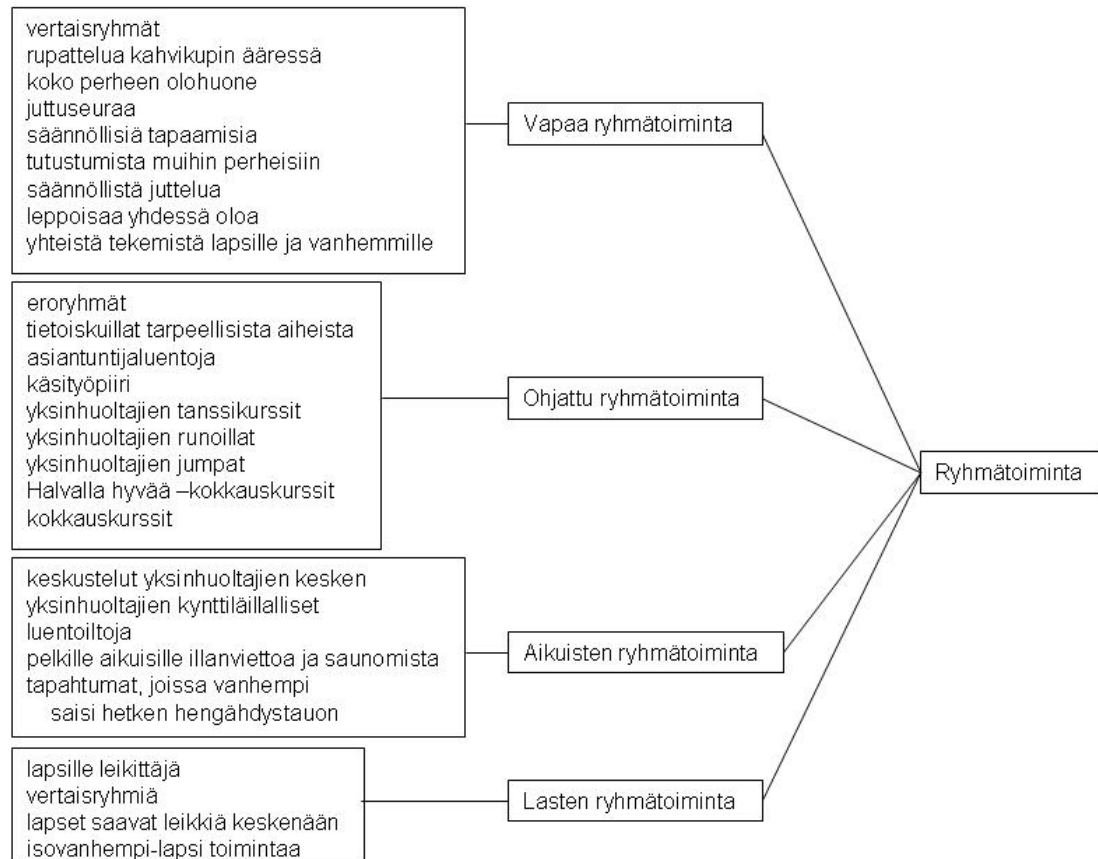 vertaisryhmät
rupattelua kahvikupin ääressä
koko perheen olohuone
juttuseuraa
säännöllisiä tapaamisia
tutustumista muihin perheisiin
säännöllistä juttelua
leppoisaa yhdessä oloa
yhteistä tekemistä lapsille ja vanhemmille
Vapaa ryhmätoiminta
eroryhmät
tietoiskuillat tarpeellisista aiheista
asiantuntijaluentoja
käsityöpiiri
yksinhuoltajien tanssikurssit
yksinhuoltajien runoillat
yksinhuoltajien jumpat
Halvalla hyvää –kokkauskurssit
kokkauskurssit
Ohjattu ryhmätoiminta
Ryhmätoiminta
keskustelut yksinhuoltajien kesken
yksinhuoltajien kynttiläillalliset
luentoiltoja
pelkille aikuisille illanviettoa ja saunomista
tapahtumat, joissa vanhempi
saisi hetken hengähdystauon
Aikuisten ryhmätoiminta
lapsille leikittäjä
vertaisryhmiä
lapset saavat leikkiä keskenään
isovanhempi-lapsi toimintaa
Lasten ryhmätoiminta